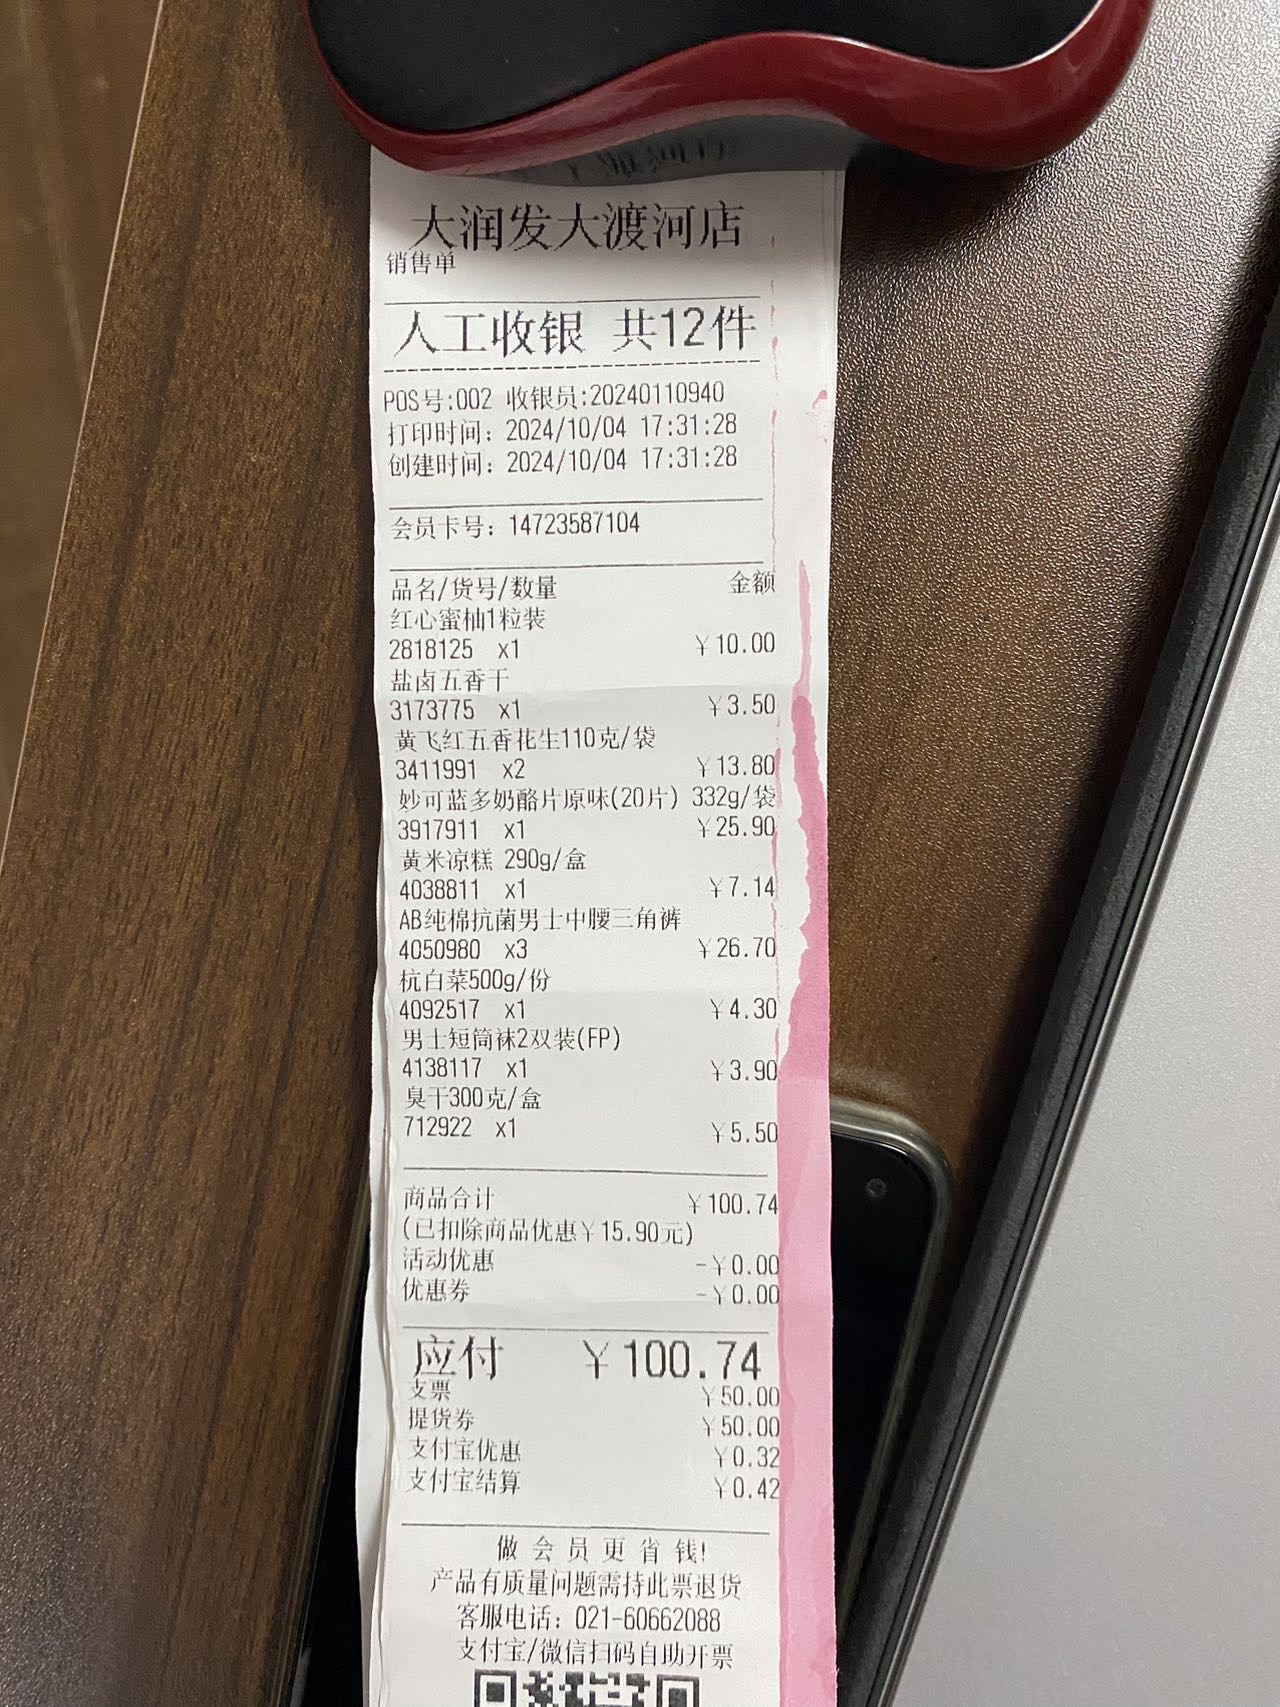 大润发大渡河店
销售单
人工收银 共12件
POS号:002 收银员:20240110940
打印时间: 2024/10/04 17:31:28
创建时间: 2024/10/04 17:31:28
会员卡号: 14723587104
品名/货号/数量 金额
红心蜜柚1粒装
2818125 x1 ¥10.00
盐卤五香干
3173775 x1 ¥3.50
黄飞红五香花生110克/袋
3411991 x2 ¥13.80
妙可蓝多奶酪片原味(20片) 332g/袋
3917911 x1 ¥25.90
黄米凉糕 290g/盒
4038811 x1 ¥7.14
AB纯棉抗菌男士中腰三角裤
4050980 x3 ¥26.70
杭白菜500g/份
4092517 x1 ¥4.30
男士短筒袜2双装(FP)
4138117 x1 ¥3.90
臭干300克/盒
712922 x1 ¥5.50
商品合计 ¥100.74
(已扣除商品优惠¥15.90元)
活动优惠 -¥0.00
优惠券 -¥0.00
应付 ¥100.74
支票 ¥50.00
提货券 ¥50.00
支付宝优惠 ¥0.32
支付宝结算 ¥0.42
做会员更省钱!
产品有质量问题需持此票退货
客服电话: 021-60662088
支付宝/微信扫码自助开票